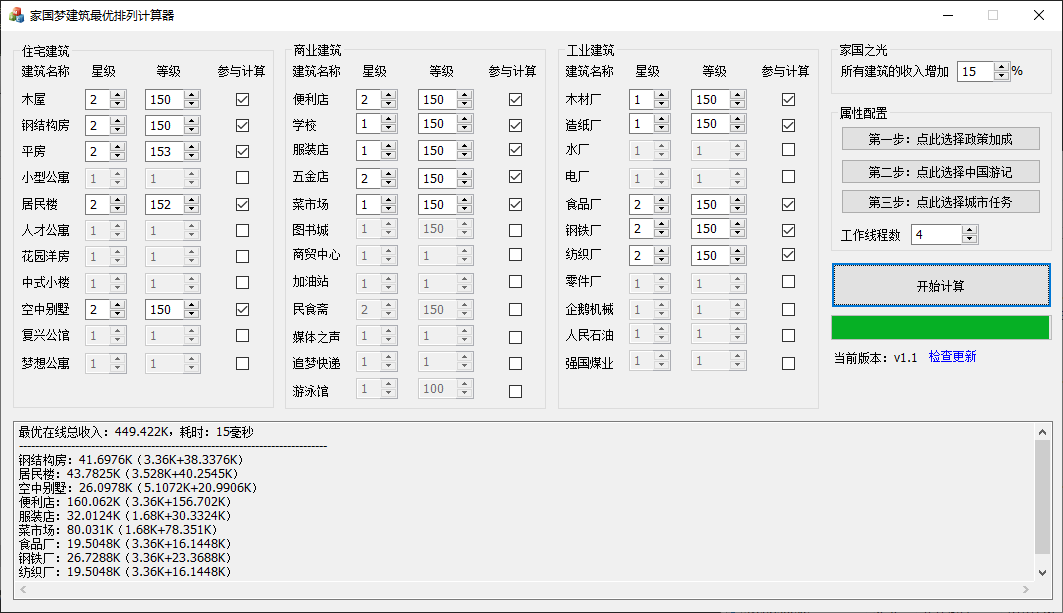 家国梦建筑最优排列计算器
住宅建筑
建筑名称 星级 等级 参与计算
木屋 2 150
钢结构房 2 150
平房 2 153
小型公寓 1 1
居民楼 2 152
人才公寓 1 1
花园洋房 1 1
中式小楼 1 1
空中别墅 2 150
复兴公馆 1 1
梦想公寓 1 1
商业建筑
建筑名称 星级 等级 参与计算
便利店 2 150
学校 1 150
服装店 1 150
五金店 2 150
菜市场 1 150
图书城 1 150
商贸中心 1 1
加油站 1 1
民食斋 2 150
媒体之声 1 1
追梦快递 1 1
游泳馆 1 100
工业建筑
建筑名称 星级 等级 参与计算
木材厂 1 150
造纸厂 1 150
水厂 1 1
电厂 1 1
食品厂 2 150
钢铁厂 2 150
纺织厂 2 150
零件厂 1 1
企鹅机械 1 1
人民石油 1 1
强国煤业 1 1
家国之光
所有建筑的收入增加 15 %
属性配置
第一步：点此选择政策加成
第二步：点此选择中国游记
第三步：点此选择城市任务
工作线程数 4
开始计算
当前版本：v1.1 检查更新
最优在线总收入：449.422K，耗时：15毫秒
-----------------------------------------------------------------------------
钢结构房：41.6976K（3.36K+38.3376K）
居民楼：43.7825K（3.528K+40.2545K）
空中别墅：26.0978K（5.1072K+20.9906K）
便利店：160.062K（3.36K+156.702K）
服装店：32.0124K（1.68K+30.3324K）
菜市场：80.031K（1.68K+78.351K）
食品厂：19.5048K（3.36K+16.1448K）
钢铁厂：26.7288K（3.36K+23.3688K）
纺织厂：19.5048K（3.36K+16.1448K）